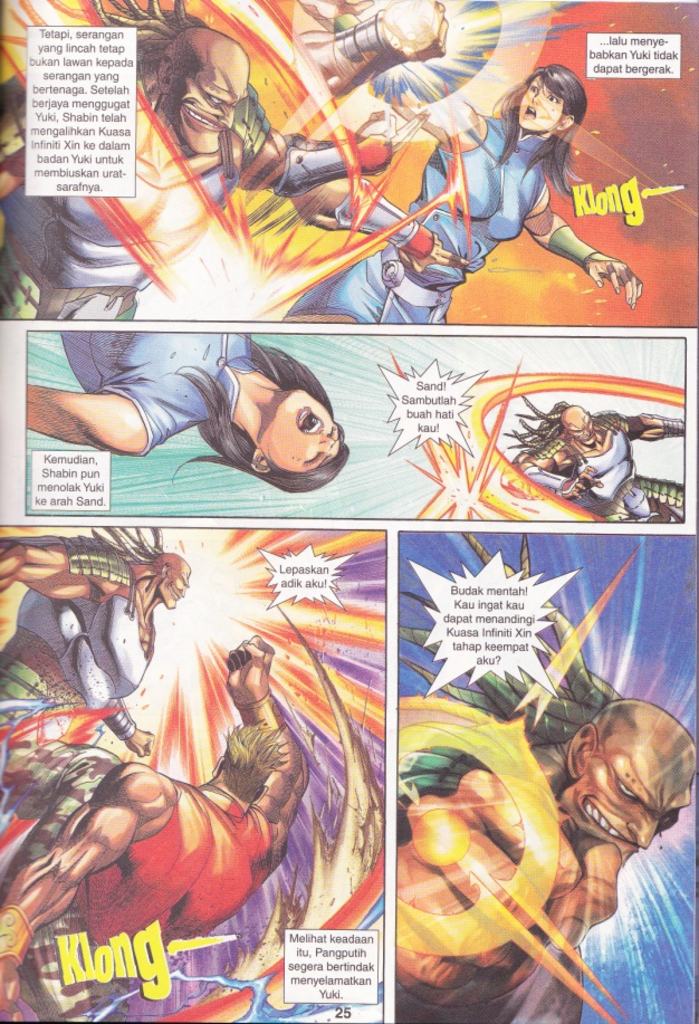 Tetapi, serangan
yang lincah tetap
bukan lawan kepada
serangan yang
bertenaga. Setelah
berjaya menggugat
Yuki, Shabin telah
mengalihkan Kuasa
Infiniti Xin ke dalam
badan Yuki untuk
membiuskan urat-
sarafnya.
...lalu menye-
babkan Yuki tidak
dapat bergerak.
Klong
Sand!
Sambutlah
buah hati
kau!
Kemudian,
Shabin pun
menolak Yuki
ke arah Sand.
Lepaskan
adik aku!
Klong
Melihat keadaan
itu, Pangputih
segera bertindak
menyelamatkan
Yuki.
Budak mentah!
Kau ingat kau
dapat menandingi
Kuasa Infiniti Xin
tahap keempat
aku?
25